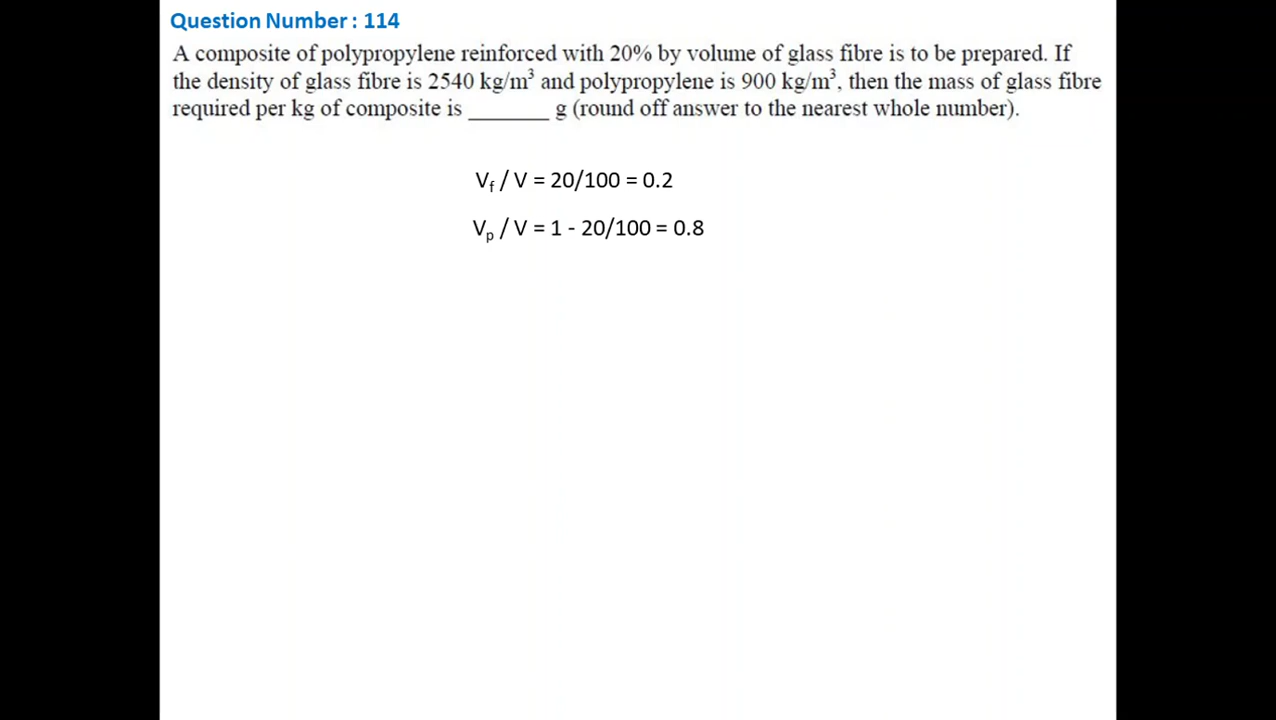 Question Number : 114
A composite of polypropylene reinforced with 20% by volume of glass fibre is to be prepared. If
the density of glass fibre is 2540 kg/m³ and polypropylene is 900 kg/m³, then the mass of glass fibre
required per kg of composite is _______ g (round off answer to the nearest whole number).
Vf / V = 20/100 = 0.2
Vp / V = 1 - 20/100 = 0.8